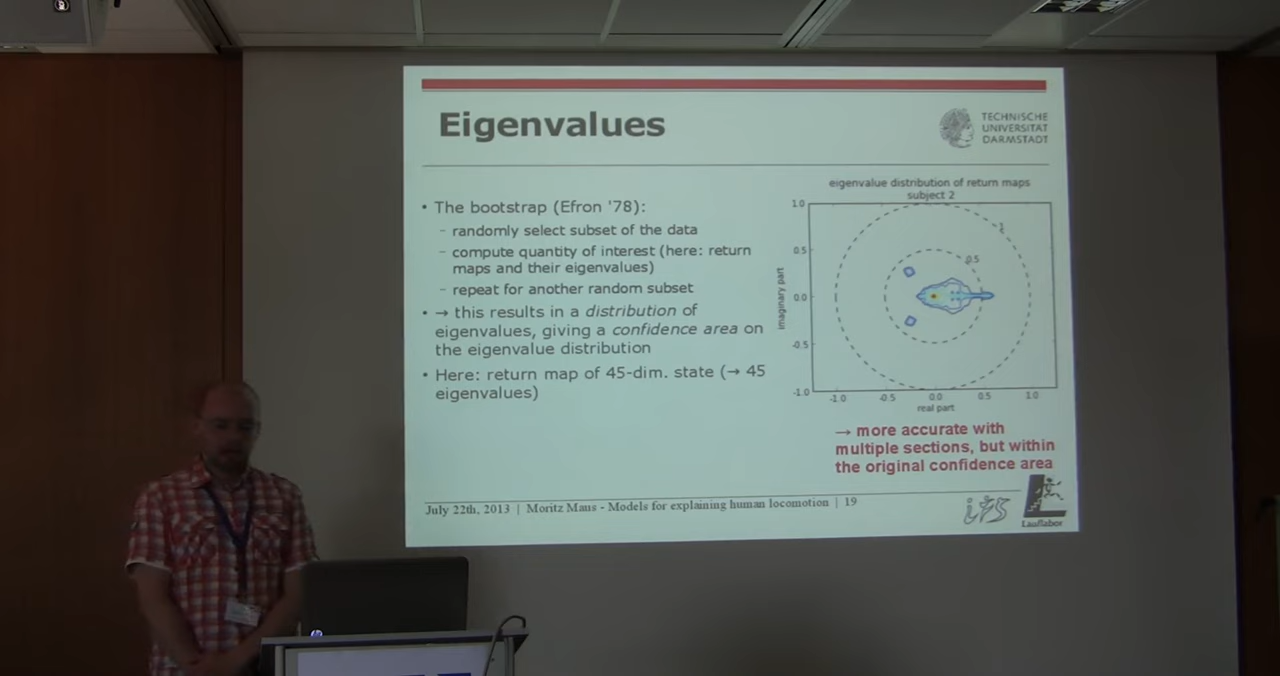 Eigenvalues
TECHNISCHE
UNIVERSITÄT
DARMSTADT
• The bootstrap (Efron '78):
– randomly select subset of the data
– compute quantity of interest (here: return
maps and their eigenvalues)
– repeat for another random subset
• → this results in a distribution of
eigenvalues, giving a confidence area on
the eigenvalue distribution
• Here: return map of 45-dim. state (→ 45
eigenvalues)
eigenvalue distribution of return maps
subject 2
1.0
0.5
0.0
-0.5
-1.0
imaginary part
1
0.5
-1.0 -0.5 0.0 0.5 1.0
real part
→ more accurate with
multiple sections, but within
the original confidence area
July 22th, 2013 | Moritz Maus - Models for explaining human locomotion | 19
ifs
Lauflabor
hp